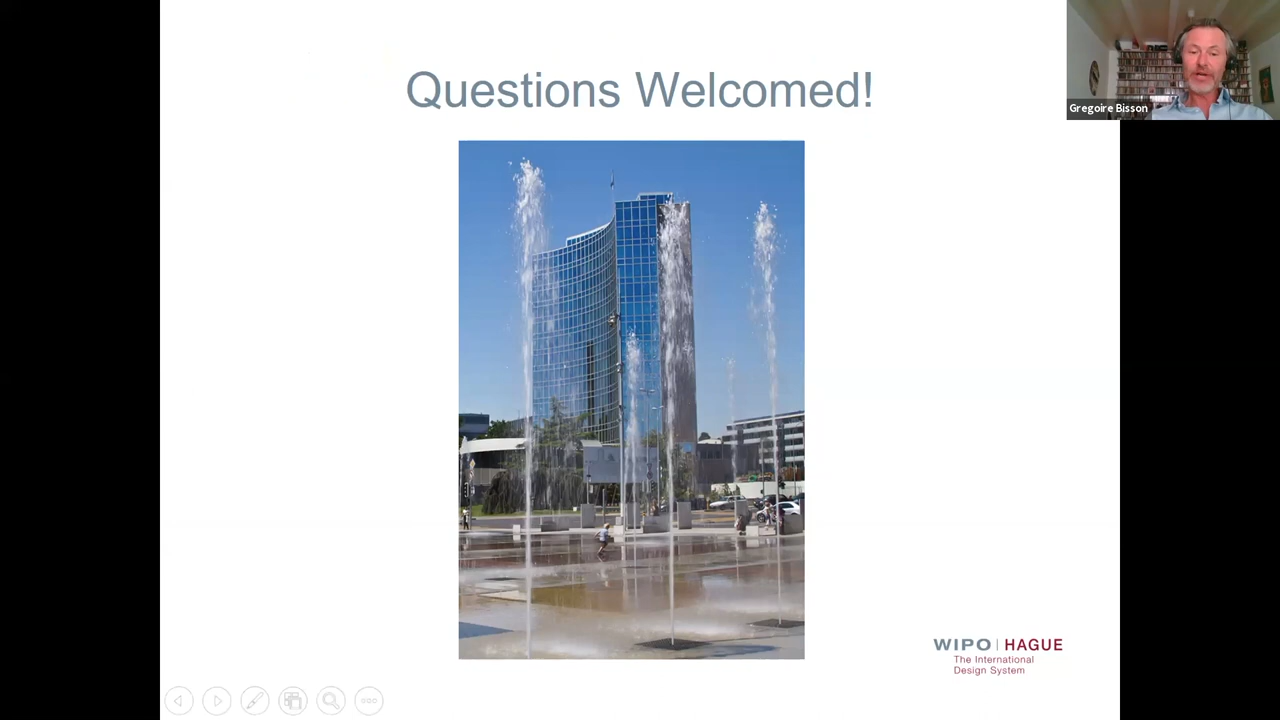 Questions Welcomed!
Gregoire Bisson
WIPO | HAGUE
The International
Design System